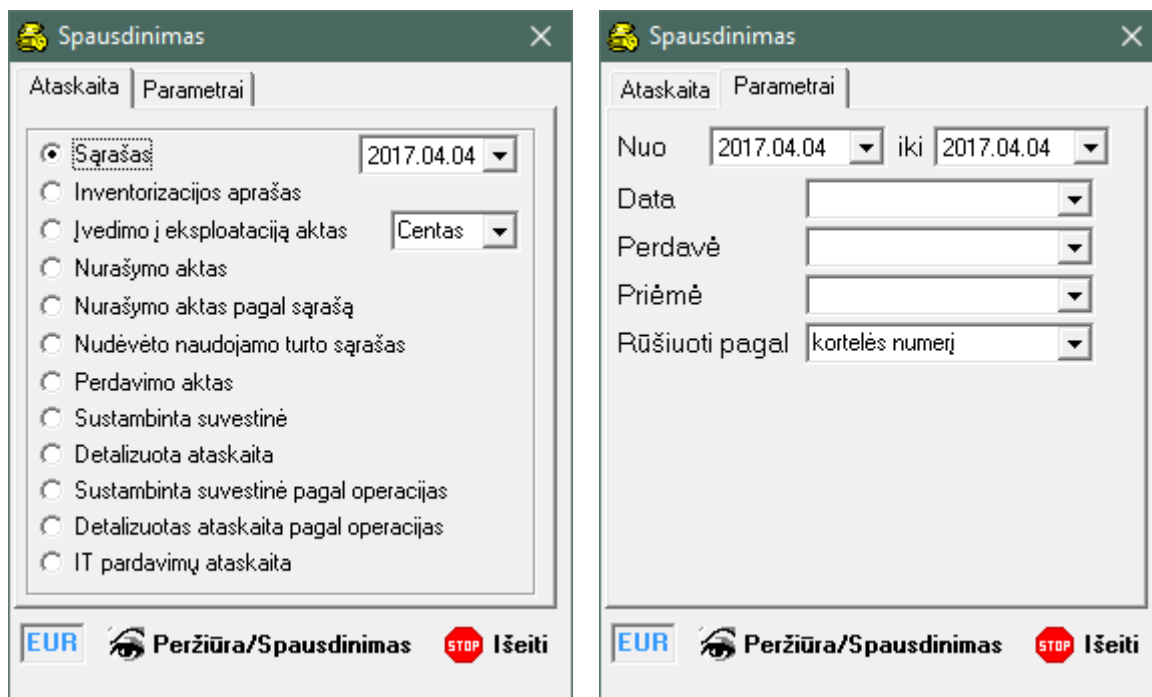 Spausdinimas
Ataskaita Parametrai
Sąrašas 2017.04.04
Inventorizacijos aprašas
Įvedimo į eksploataciją aktas Centas
Nurašymo aktas
Nurašymo aktas pagal sąrašą
Nudėvėto naudojamo turto sąrašas
Perdavimo aktas
Sustambinta suvestinė
Detalizuota ataskaita
Sustambinta suvestinė pagal operacijas
Detalizuotas ataskaita pagal operacijas
IT pardavimų ataskaita
EUR Peržiūra/Spausdinimas STOP Išeiti
Spausdinimas
Ataskaita Parametrai
Nuo 2017.04.04 iki 2017.04.04
Data
Perdavė
Priėmė
Rūšiuoti pagal kortelės numerį
EUR Peržiūra/Spausdinimas STOP Išeiti